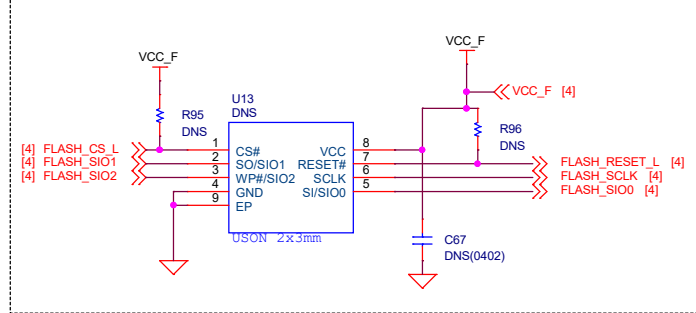 VCC_F
VCC_F
VCC_F [4]
R95
DNS
U13
DNS
R96
DNS
[4] FLASH_CS_L
[4] FLASH_SIO1
[4] FLASH_SIO2
1 CS#
2 SO/SIO1
3 WP#/SIO2
4 GND
9 EP
VCC 8
RESET# 7
SCLK 6
SI/SIO0 5
FLASH_RESET_L [4]
FLASH_SCLK [4]
FLASH_SIO0 [4]
USON 2x3mm
C67
DNS(0402)